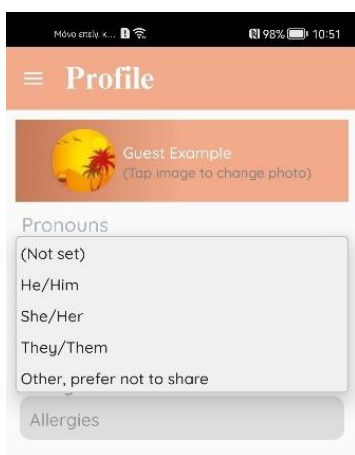 Μόνο επείγ. κ... 98% 10:51
Profile
Guest Example
(Tap image to change photo)
Pronouns
(Not set)
He/Him
She/Her
They/Them
Other, prefer not to share
Allergies